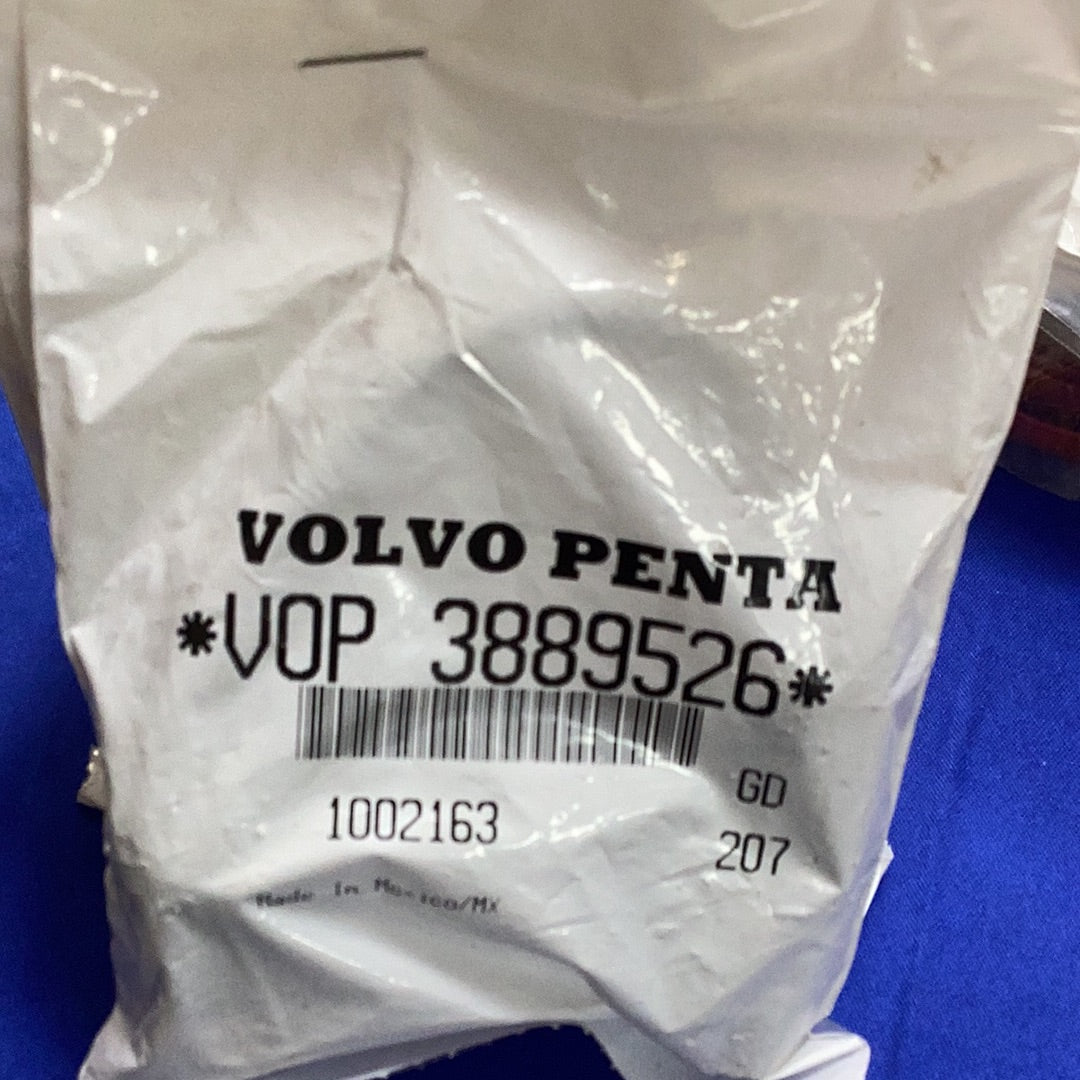 VOLVO PENTA
*VOP 3889526*
GD
1002163
207
Made In Mexico/MX